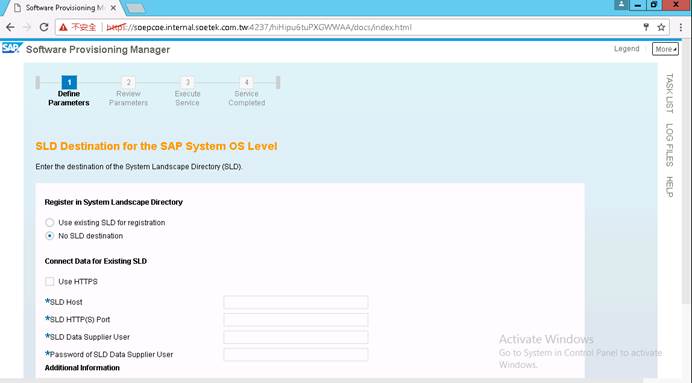 Software Provisioning M
不安全 | https://soepcoe.internal.soetek.com.tw:4237/hiHipu6tuPXGWWAA/docs/index.html
SAP Software Provisioning Manager
Legend
More
1
2
3
4
Define Parameters
Review Parameters
Execute Service
Service Completed
TASK LIST
LOG FILES
HELP
SLD Destination for the SAP System OS Level
Enter the destination of the System Landscape Directory (SLD).
Register in System Landscape Directory
Use existing SLD for registration
No SLD destination
Connect Data for Existing SLD
Use HTTPS
*SLD Host
*SLD HTTP(S) Port
*SLD Data Supplier User
*Password of SLD Data Supplier User
Additional Information
Activate Windows
Go to System in Control Panel to activate
Windows.